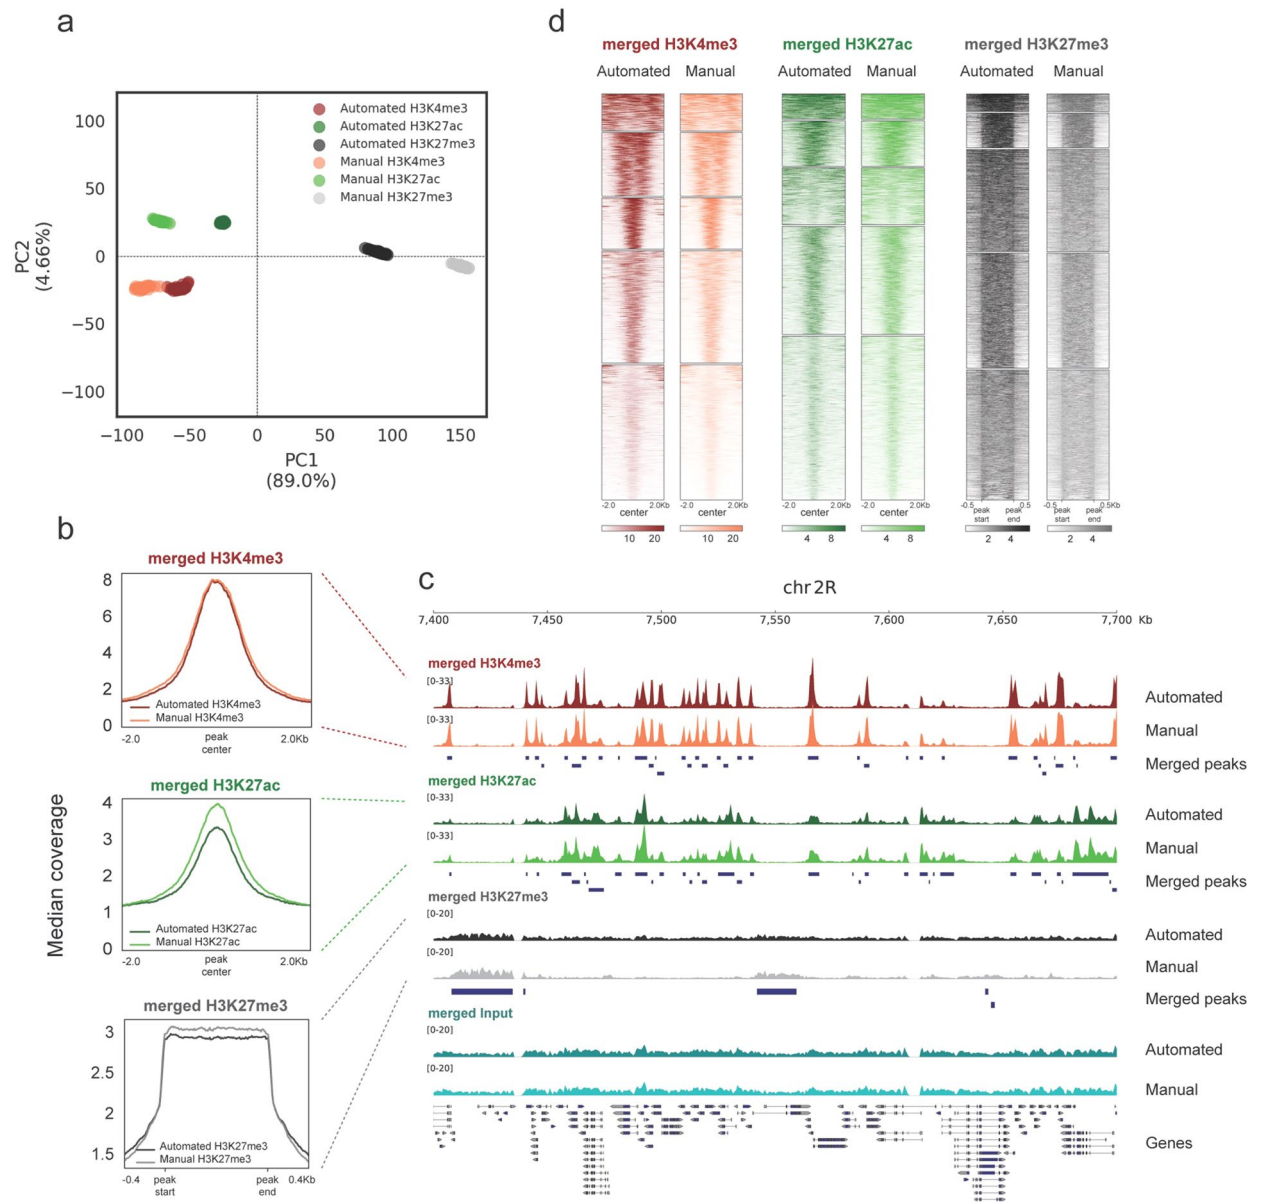 a
PC2
(4.66%)
100
50
0
−50
−100
Automated H3K4me3
Automated H3K27ac
Automated H3K27me3
Manual H3K4me3
Manual H3K27ac
Manual H3K27me3
−100 −50 0 50 100 150
PC1
(89.0%)
d
merged H3K4me3 merged H3K27ac merged H3K27me3
Automated Manual Automated Manual Automated Manual
-2.0 2.0Kb -2.0 2.0Kb -2.0 2.0Kb -2.0 2.0Kb -0.5 peak start peak end 0.5 -0.5 peak start peak end 0.5Kb
center center center center
10 20 10 20 4 8 4 8 2 4 2 4
b
Median coverage
merged H3K4me3
8
6
4
2
0
Automated H3K4me3
Manual H3K4me3
-2.0 peak center 2.0Kb
merged H3K27ac
4
3
2
1
0
Automated H3K27ac
Manual H3K27ac
-2.0 peak center 2.0Kb
merged H3K27me3
3
2.5
2
1.5
Automated H3K27me3
Manual H3K27me3
-0.4 peak start peak end 0.4Kb
c
chr2R
7,400 7,450 7,500 7,550 7,600 7,650 7,700 Kb
merged H3K4me3
[0-33]
Automated
[0-33]
Manual
Merged peaks
merged H3K27ac
[0-33]
Automated
[0-33]
Manual
Merged peaks
merged H3K27me3
[0-20]
Automated
[0-20]
Manual
Merged peaks
merged Input
[0-20]
Automated
[0-20]
Manual
Genes